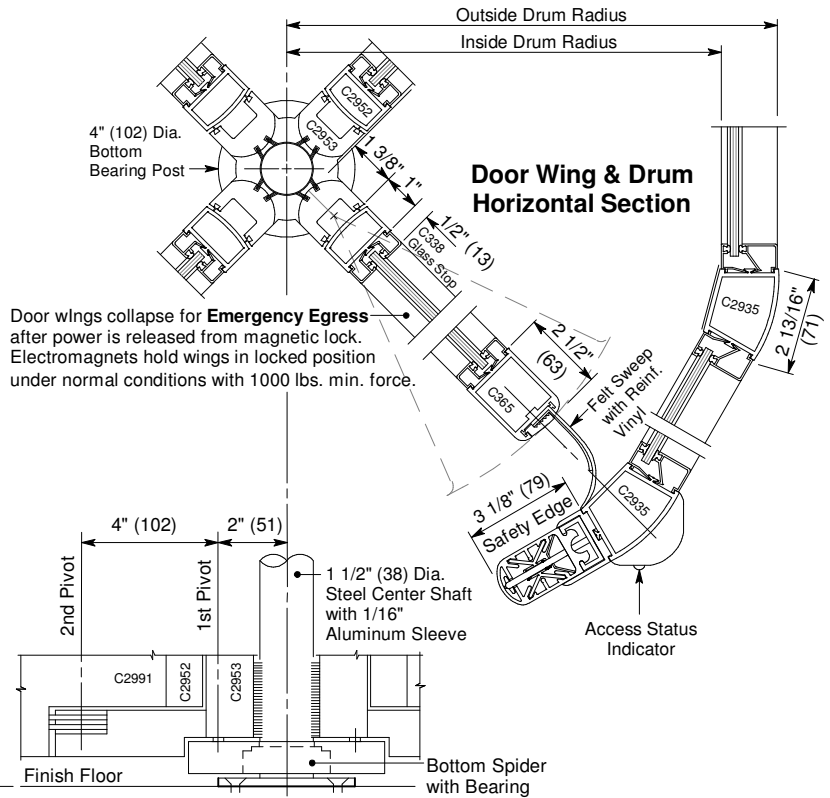 Outside Drum Radius
Inside Drum Radius
C2952
C2953
4" (102) Dia.
Bottom
Bearing Post
1 3/8"
1"
Door Wing & Drum
Horizontal Section
1/2" (13)
C338
Glass Stop
C2935
2 13/16"
(71)
Door wIngs collapse for Emergency Egress
after power is released from magnetic lock.
Electromagnets hold wings in locked position
under normal conditions with 1000 lbs. min. force.
2 1/2"
(63)
C365
Felt Sweep
with Reinf.
Vinyl
3 1/8" (79)
Safety Edge
C2935
4" (102)
2" (51)
2nd Pivot
1st Pivot
1 1/2" (38) Dia.
Steel Center Shaft
with 1/16"
Aluminum Sleeve
Access Status
Indicator
C2991
C2952
C2953
Finish Floor
Bottom Spider
with Bearing